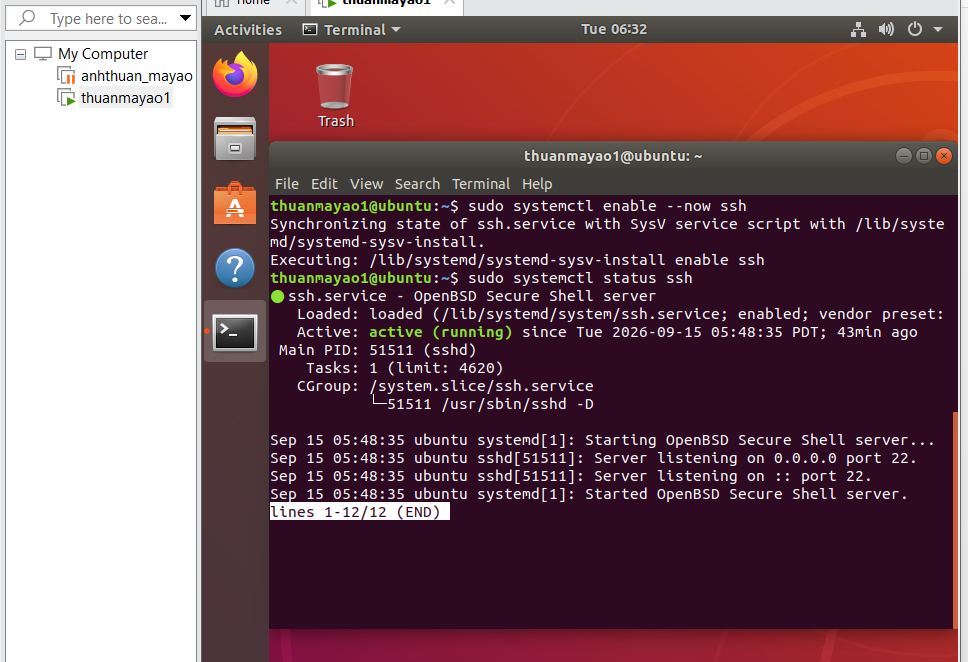 Home
thuanmayao1
Type here to sea...
My Computer
anhthuan_mayao
thuanmayao1
Activities
Terminal
Tue 06:32
Trash
thuanmayao1@ubuntu: ~
File Edit View Search Terminal Help
thuanmayao1@ubuntu:~$ sudo systemctl enable --now ssh
Synchronizing state of ssh.service with SysV service script with /lib/syste
md/systemd-sysv-install.
Executing: /lib/systemd/systemd-sysv-install enable ssh
thuanmayao1@ubuntu:~$ sudo systemctl status ssh
● ssh.service - OpenBSD Secure Shell server
Loaded: loaded (/lib/systemd/system/ssh.service; enabled; vendor preset:
Active: active (running) since Tue 2026-09-15 05:48:35 PDT; 43min ago
Main PID: 51511 (sshd)
Tasks: 1 (limit: 4620)
CGroup: /system.slice/ssh.service
└─51511 /usr/sbin/sshd -D
Sep 15 05:48:35 ubuntu systemd[1]: Starting OpenBSD Secure Shell server...
Sep 15 05:48:35 ubuntu sshd[51511]: Server listening on 0.0.0.0 port 22.
Sep 15 05:48:35 ubuntu sshd[51511]: Server listening on :: port 22.
Sep 15 05:48:35 ubuntu systemd[1]: Started OpenBSD Secure Shell server.
lines 1-12/12 (END)